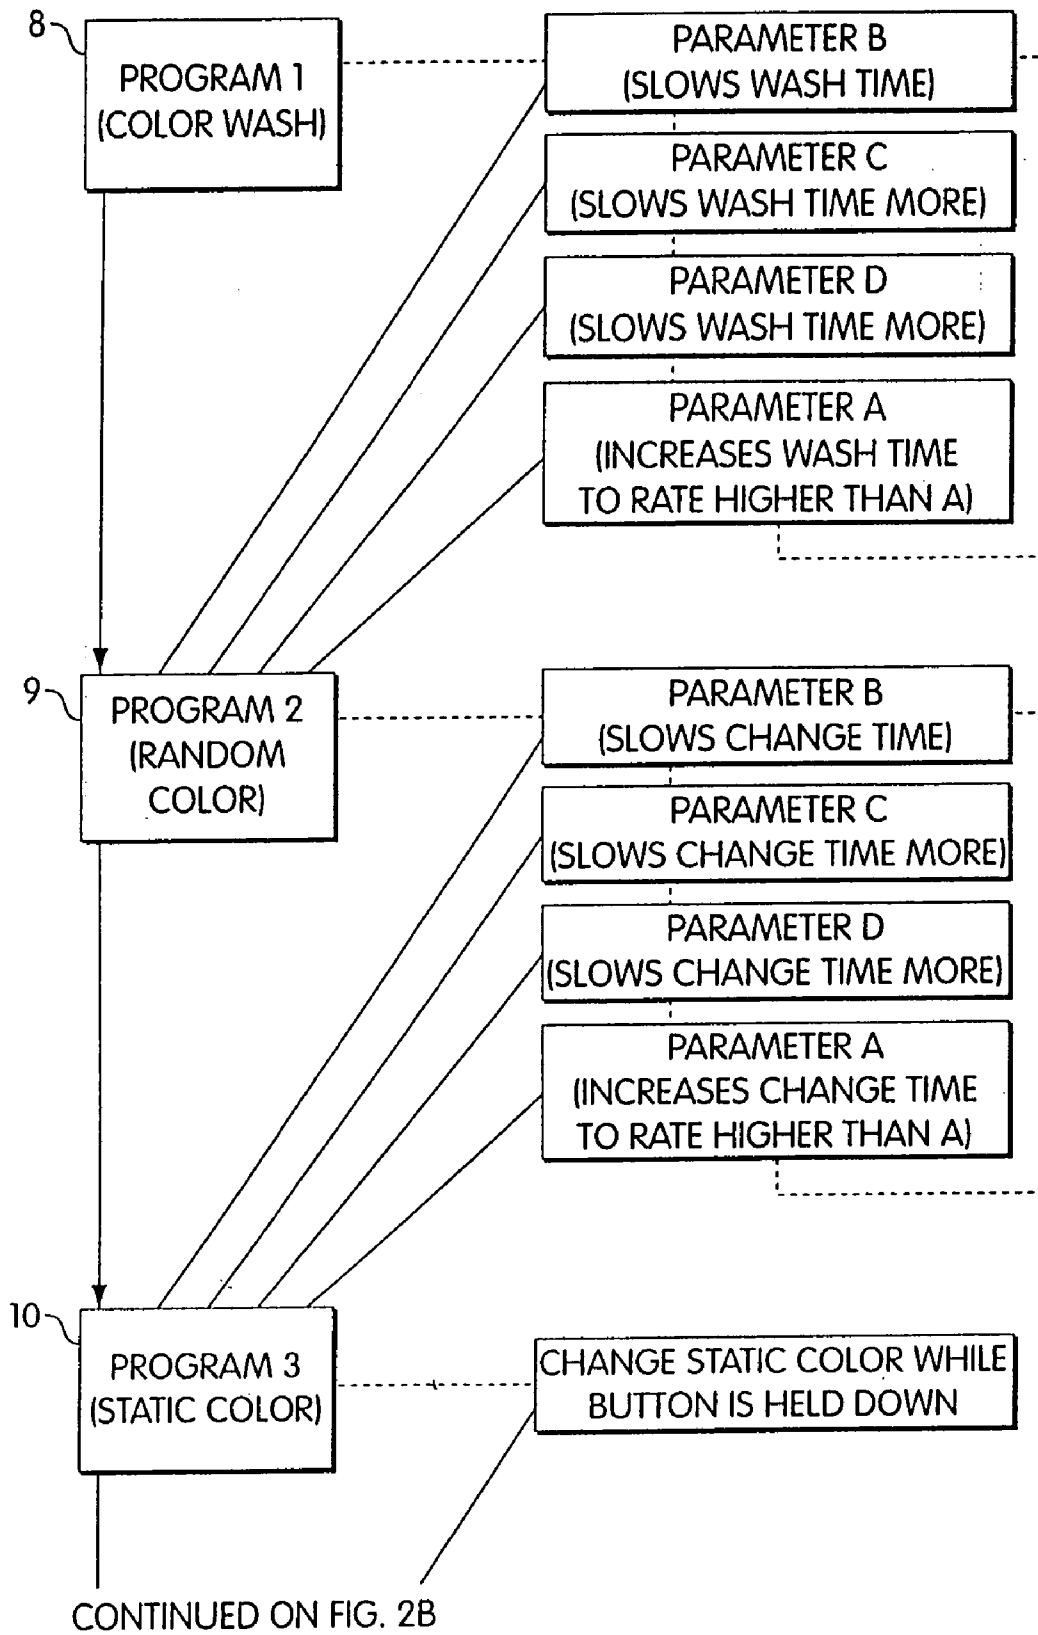 8
PROGRAM 1
(COLOR WASH)
PARAMETER B
(SLOWS WASH TIME)
PARAMETER C
(SLOWS WASH TIME MORE)
PARAMETER D
(SLOWS WASH TIME MORE)
PARAMETER A
(INCREASES WASH TIME
TO RATE HIGHER THAN A)
9
PROGRAM 2
(RANDOM
COLOR)
PARAMETER B
(SLOWS CHANGE TIME)
PARAMETER C
(SLOWS CHANGE TIME MORE)
PARAMETER D
(SLOWS CHANGE TIME MORE)
PARAMETER A
(INCREASES CHANGE TIME
TO RATE HIGHER THAN A)
10
PROGRAM 3
(STATIC COLOR)
CHANGE STATIC COLOR WHILE
BUTTON IS HELD DOWN
CONTINUED ON FIG. 2B